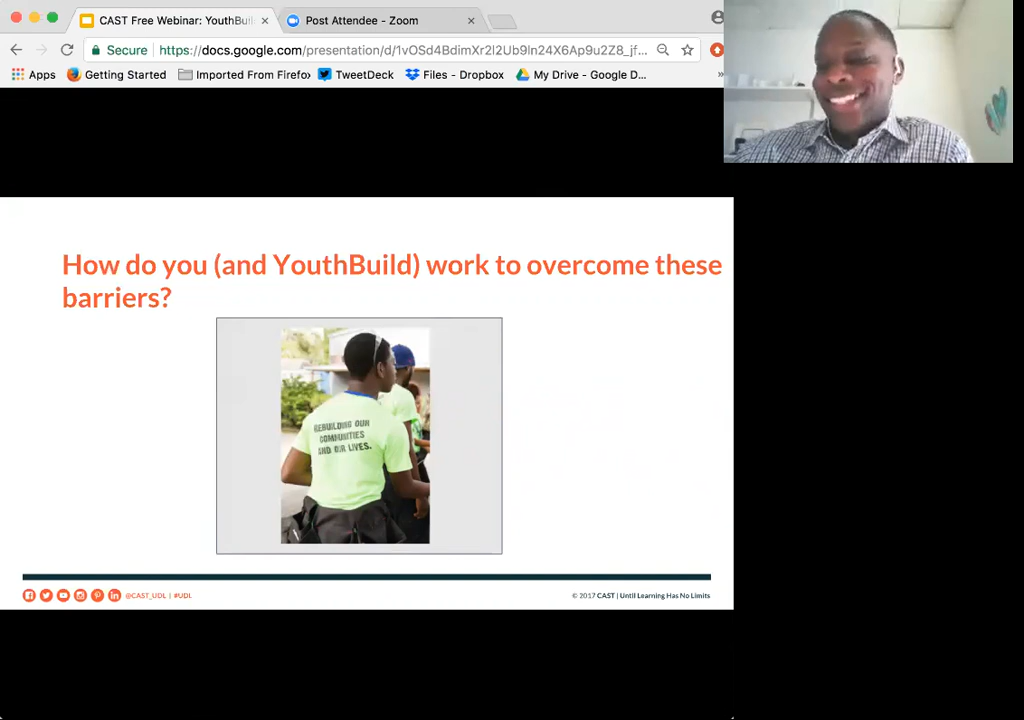 CAST Free Webinar: YouthBuil
Post Attendee - Zoom
Secure | https://docs.google.com/presentation/d/1vOSd4BdimXr2l2Ub9ln24X6Ap9u2Z8_jf...
Apps Getting Started Imported From Firefox TweetDeck Files - Dropbox My Drive - Google D... »
How do you (and YouthBuild) work to overcome these
barriers?
REBUILDING OUR
COMMUNITIES
AND OUR LIVES.
@CAST_UDL | #UDL
© 2017 CAST | Until Learning Has No Limits